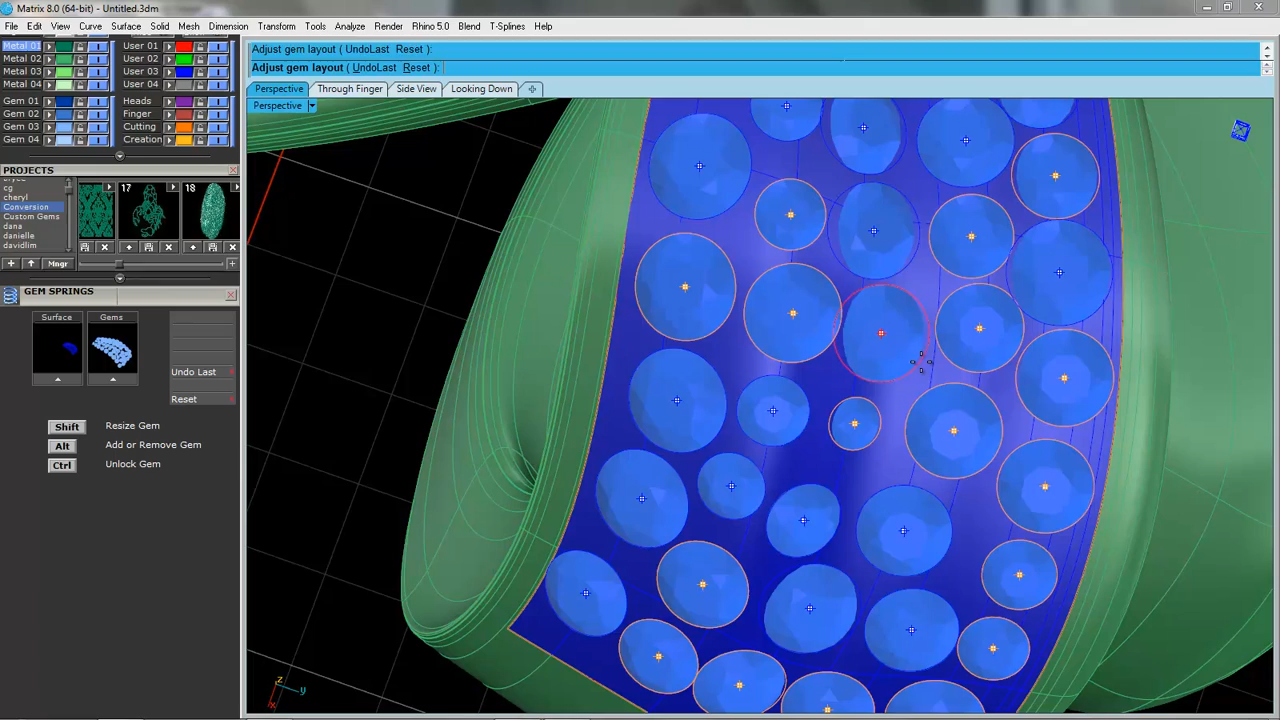 Matrix 8.0 (64-bit) - Untitled.3dm
File Edit View Curve Surface Solid Mesh Dimension Transform Tools Analyze Render Rhino 5.0 Blend T-Splines Help
Metal 01 User 01
Metal 02 User 02
Metal 03 User 03
Metal 04 User 04
Gem 01 Heads
Gem 02 Finger
Gem 03 Cutting
Gem 04 Creation
Adjust gem layout ( UndoLast Reset ):
Adjust gem layout ( UndoLast Reset ):
Perspective Through Finger Side View Looking Down
Perspective
PROJECTS
cg
cheryl
Conversion
Custom Gems
dana
danielle
davidlim
17 18
Mngr
GEM SPRINGS
Surface Gems
Undo Last
Reset
Shift Resize Gem
Alt Add or Remove Gem
Ctrl Unlock Gem
z
y
x